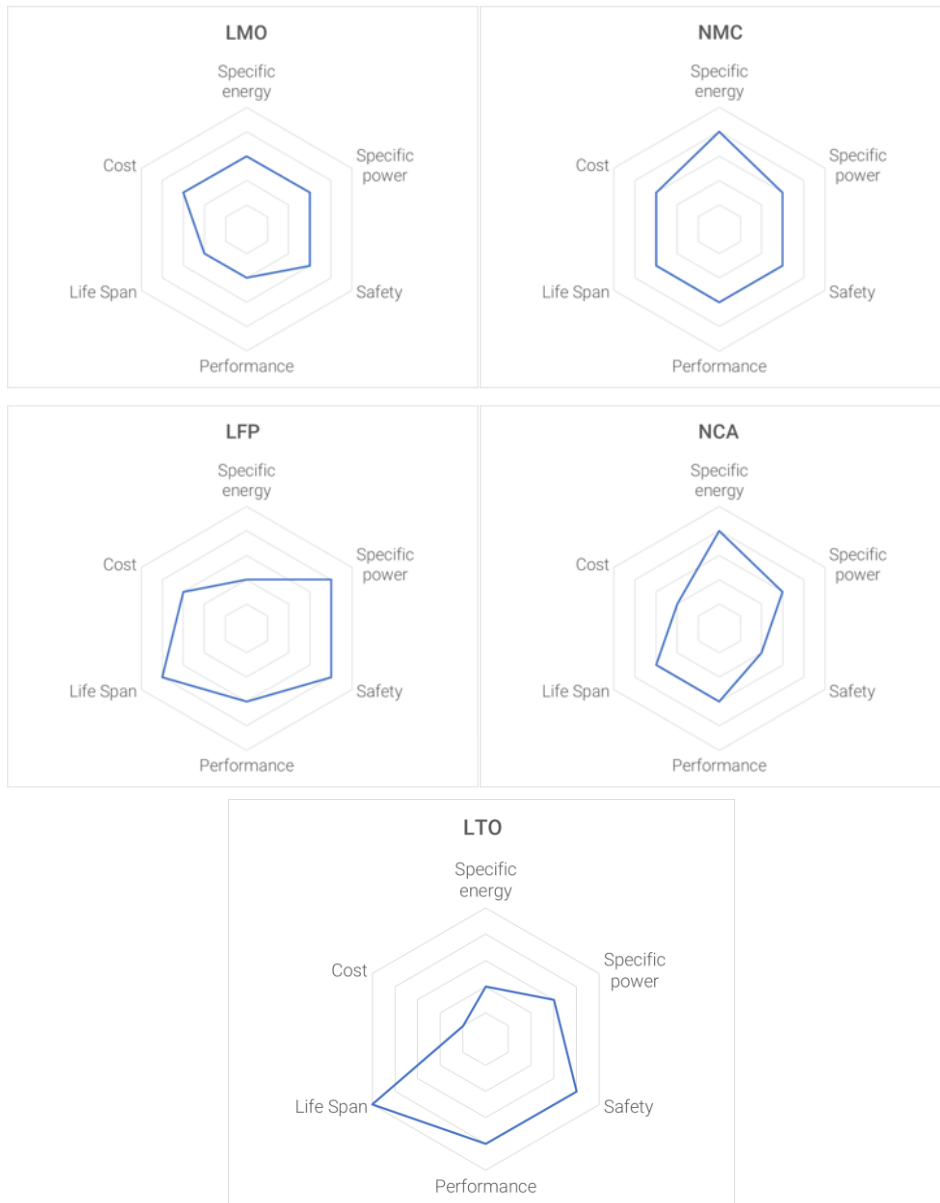 LMO
Specific
energy
Cost
Specific
power
Life Span
Safety
Performance
NMC
Specific
energy
Cost
Specific
power
Life Span
Safety
Performance
LFP
Specific
energy
Cost
Specific
power
Life Span
Safety
Performance
NCA
Specific
energy
Cost
Specific
power
Life Span
Safety
Performance
LTO
Specific
energy
Cost
Specific
power
Life Span
Safety
Performance